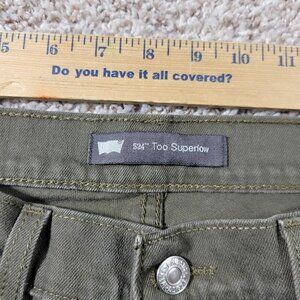 5 6 7 8 9 10 11
Do you have it all covered?
524™ Too Superlow